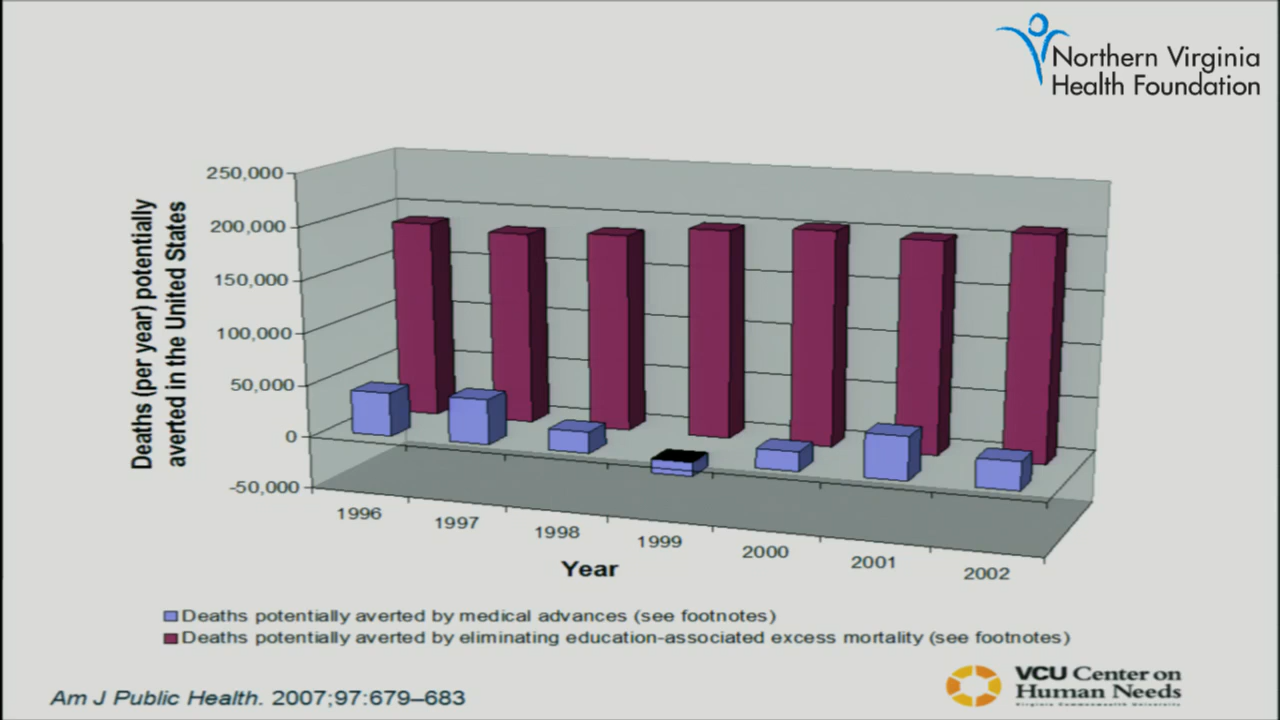 Northern Virginia
Health Foundation
Deaths (per year) potentially
averted in the United States
250,000
200,000
150,000
100,000
50,000
0
-50,000
1996
1997
1998
1999
2000
2001
2002
Year
Deaths potentially averted by medical advances (see footnotes)
Deaths potentially averted by eliminating education-associated excess mortality (see footnotes)
Am J Public Health. 2007;97:679–683
VCU Center on
Human Needs
Virginia Commonwealth University